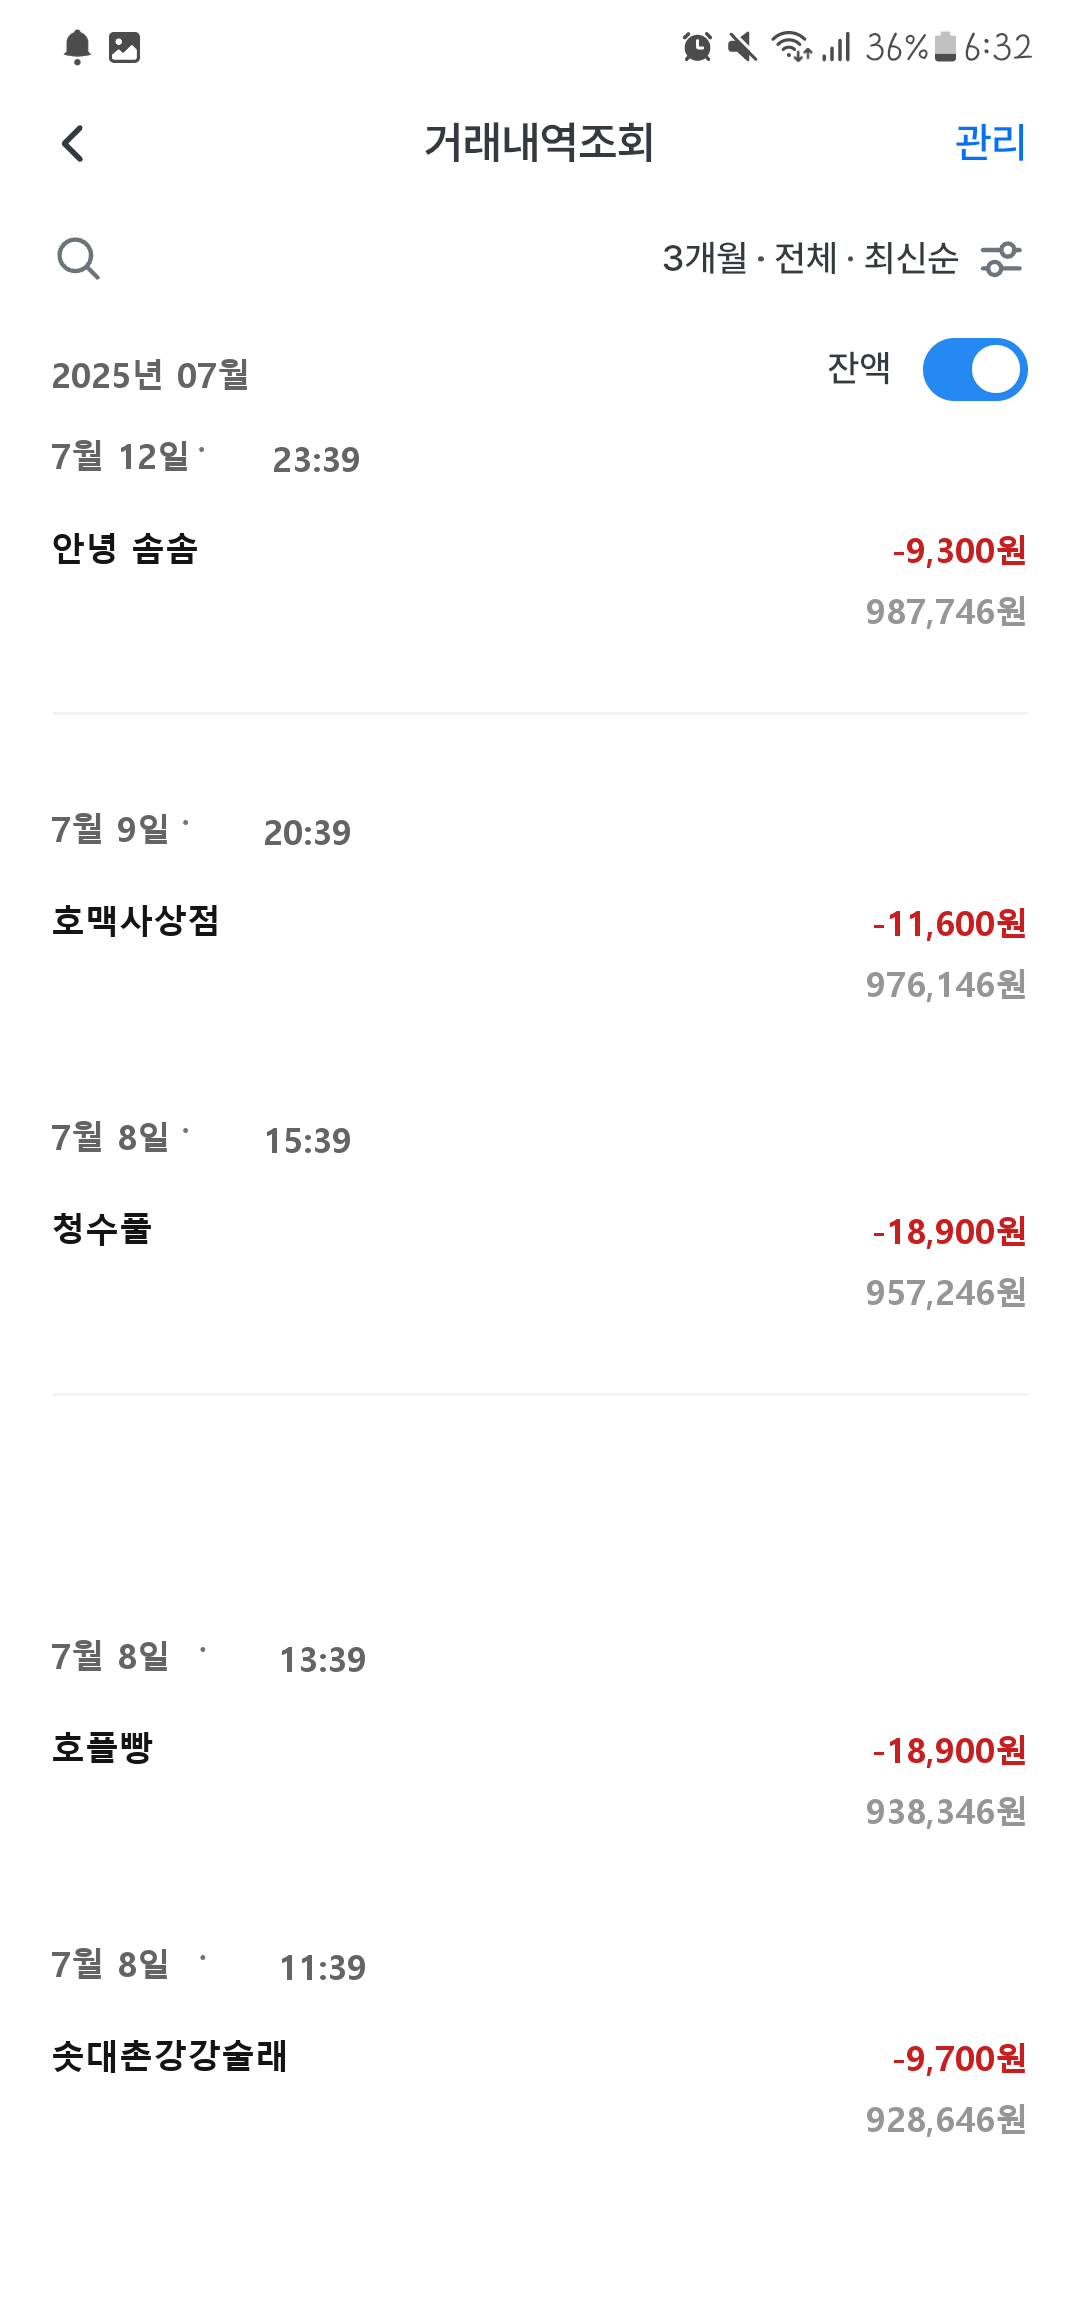 36% 6:32
거래내역조회 관리
3개월 · 전체 · 최신순
2025년 07월 잔액
7월 12일 · 23:39
안녕 솜솜 -9,300원
987,746원
7월 9일 · 20:39
호맥사상점 -11,600원
976,146원
7월 8일 · 15:39
청수풀 -18,900원
957,246원
7월 8일 · 13:39
호플빵 -18,900원
938,346원
7월 8일 · 11:39
솟대촌강강술래 -9,700원
928,646원